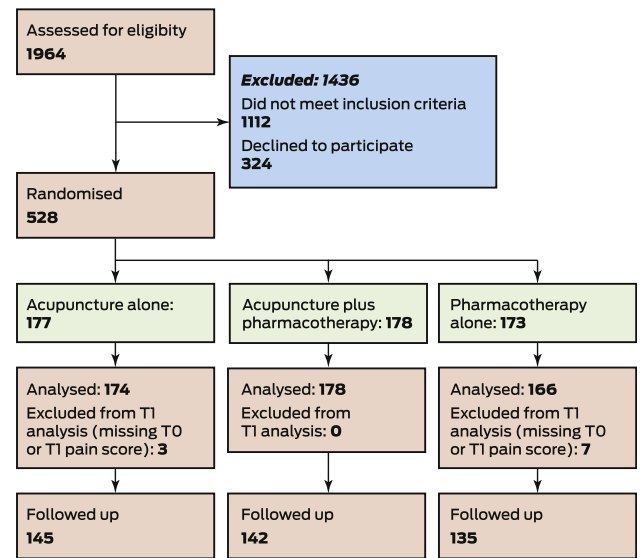 Assessed for eligibity
1964
Excluded: 1436
Did not meet inclusion criteria
1112
Declined to participate
324
Randomised
528
Acupuncture alone:
177
Acupuncture plus
pharmacotherapy: 178
Pharmacotherapy
alone: 173
Analysed: 174
Excluded from T1
analysis (missing T0
or T1 pain score): 3
Analysed: 178
Excluded from
T1 analysis: 0
Analysed: 166
Excluded from T1
analysis (missing T0
or T1 pain score): 7
Followed up
145
Followed up
142
Followed up
135